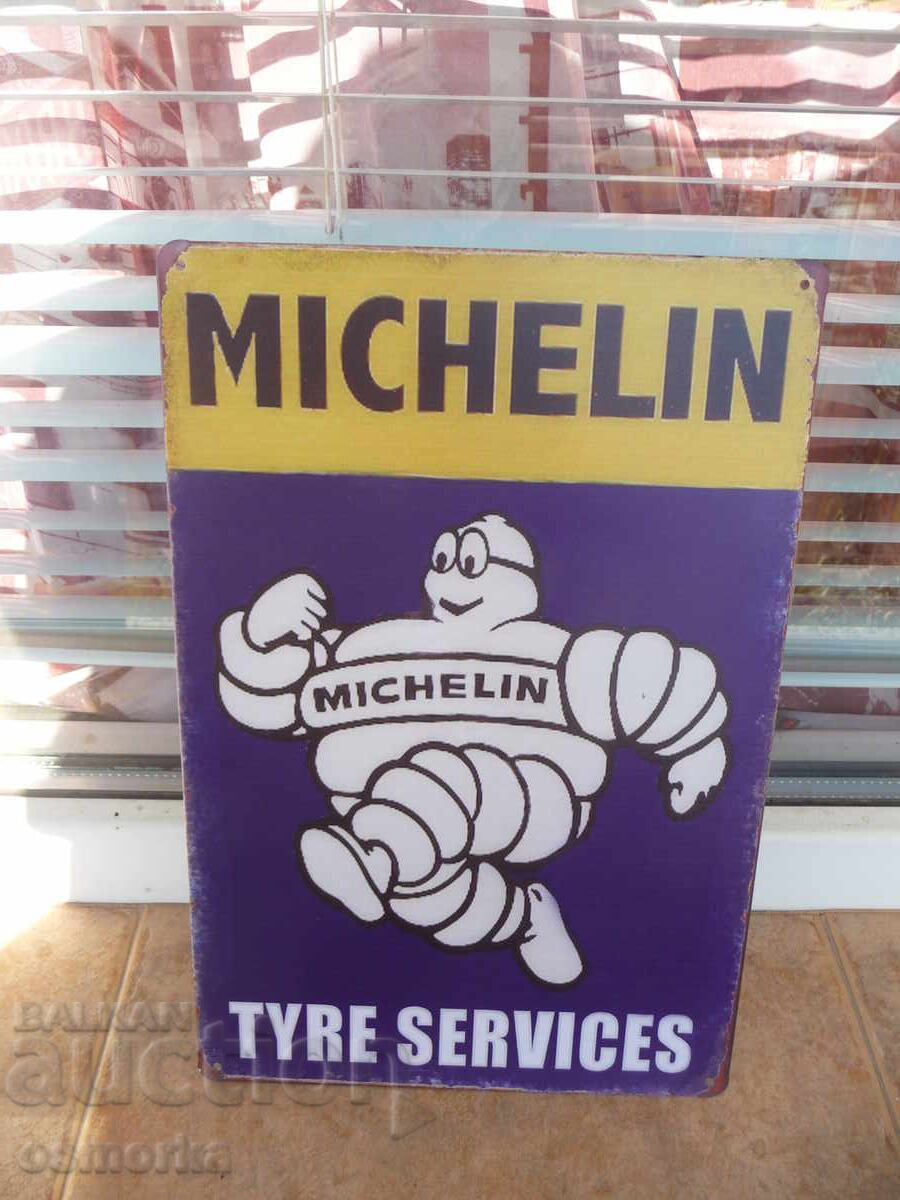 MICHELIN
MICHELIN
TYRE SERVICES
BALKAN
auction
osmorka